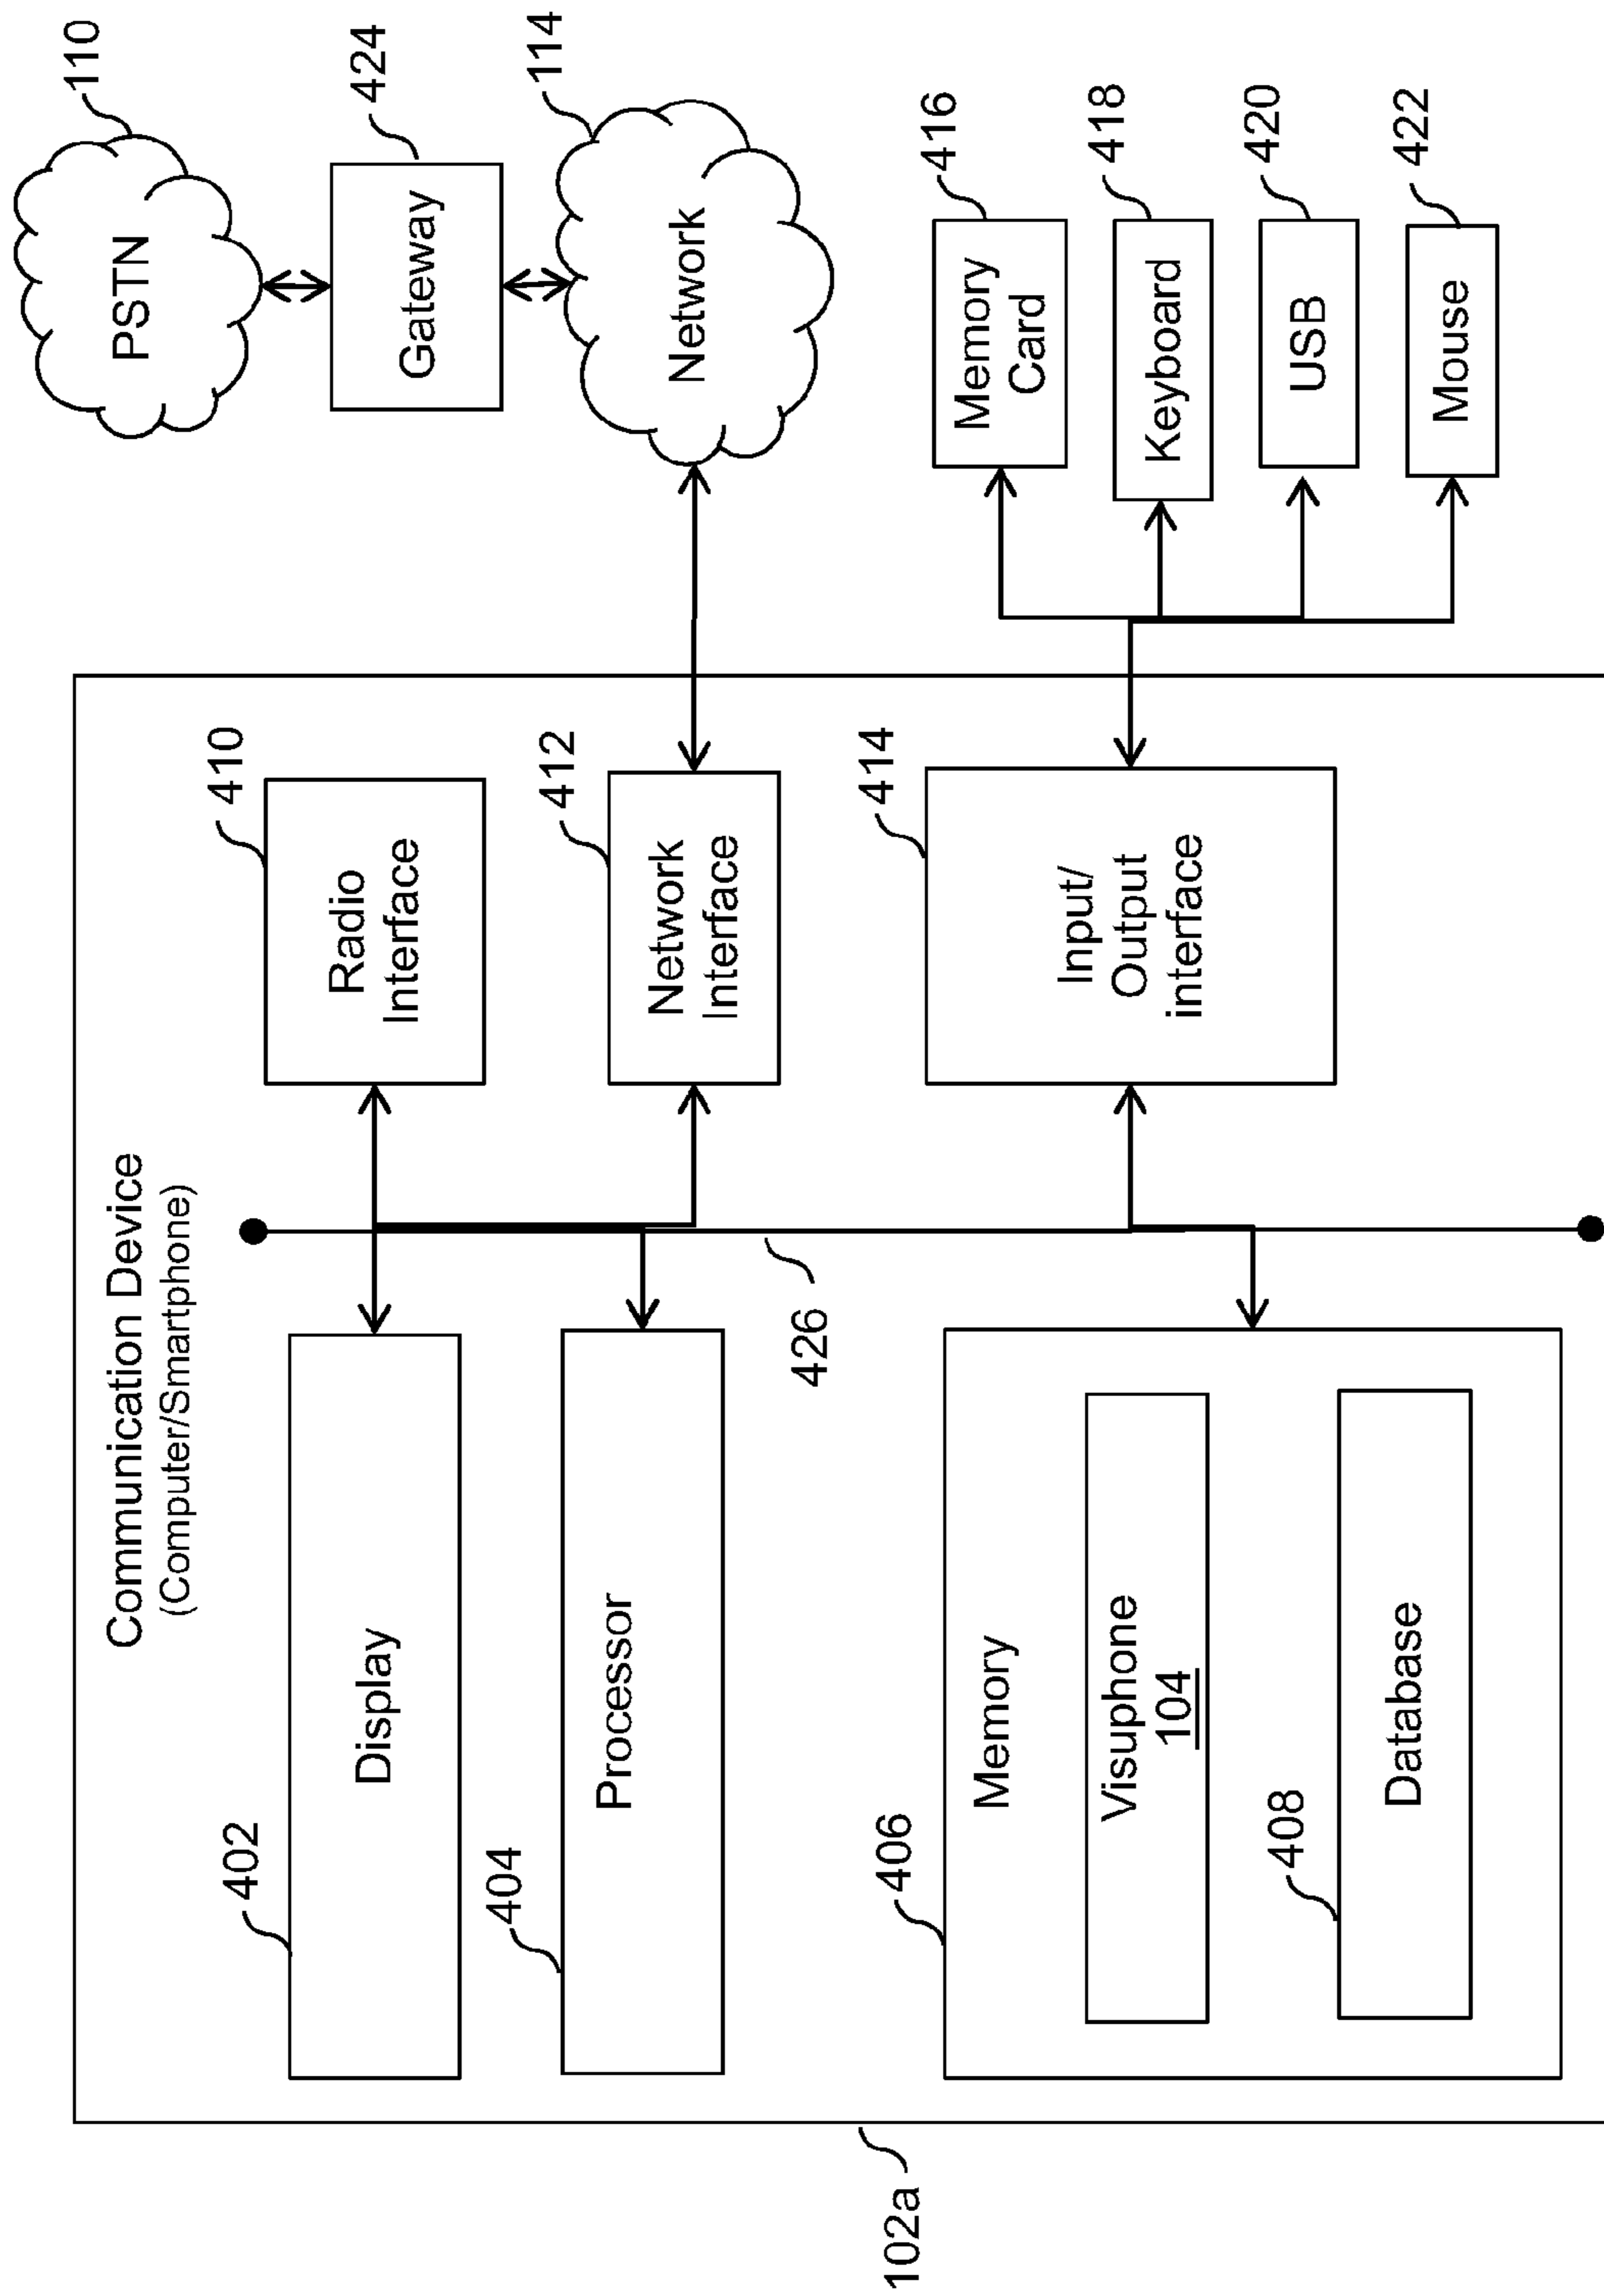 Communication Device
(Computer/Smartphone)
102a
402
Display
404
Processor
406
Memory
Visuphone
104
408
Database
426
410
Radio
Interface
412
Network
Interface
414
Input/
Output
interface
PSTN
110
Gateway
424
Network
114
Memory
Card
416
Keyboard
418
USB
420
Mouse
422